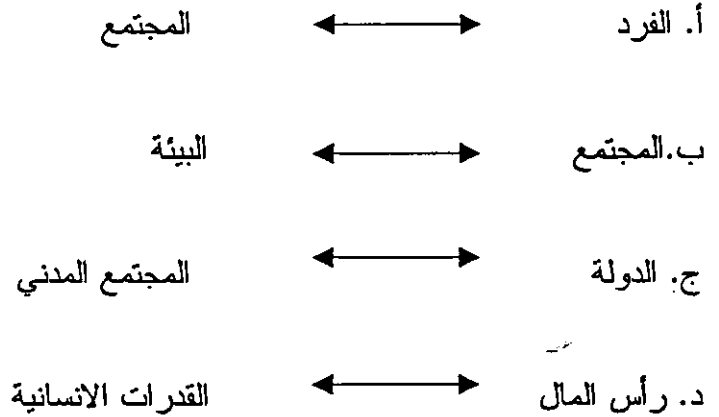 أ. الفرد ⟷ المجتمع
ب.المجتمع ⟷ البيئة
ج. الدولة ⟷ المجتمع المدني
د. رأس المال ⟷ القدرات الانسانية